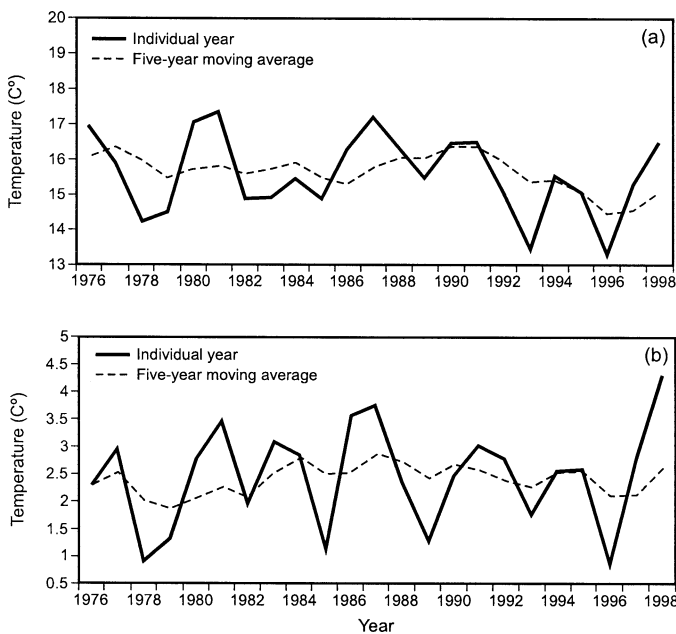 20
19
18
17
16
15
14
13
Temperature (C°)
Individual year
Five-year moving average
(a)
1976 1978 1980 1982 1984 1986 1988 1990 1992 1994 1996 1998
5
4.5
4
3.5
3
2.5
2
1.5
1
0.5
Temperature (C°)
Individual year
Five-year moving average
(b)
1976 1978 1980 1982 1984 1986 1988 1990 1992 1994 1996 1998
Year